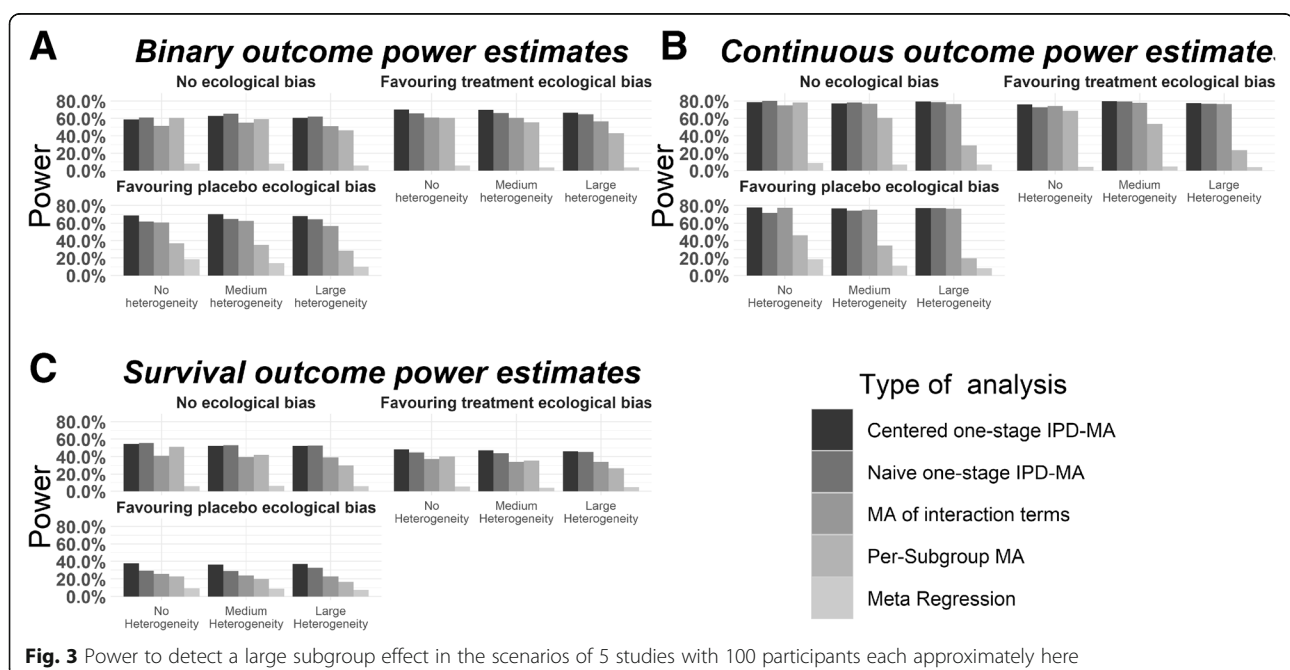 A
Binary outcome power estimates
No ecological bias
Favouring treatment ecological bias
80.0%
60.0%
40.0%
20.0%
0.0%
Favouring placebo ecological bias
No heterogeneity
Medium heterogeneity
Large heterogeneity
Power
80.0%
60.0%
40.0%
20.0%
0.0%
No heterogeneity
Medium heterogeneity
Large heterogeneity
B
Continuous outcome power estimate
No ecological bias
Favouring treatment ecological bias
80.0%
60.0%
40.0%
20.0%
0.0%
Favouring placebo ecological bias
No Heterogeneity
Medium Heterogeneity
Large Heterogeneity
Power
80.0%
60.0%
40.0%
20.0%
0.0%
No Heterogeneity
Medium Heterogeneity
Large Heterogeneity
C
Survival outcome power estimates
No ecological bias
Favouring treatment ecological bias
80.0%
60.0%
40.0%
20.0%
0.0%
Favouring placebo ecological bias
No Heterogeneity
Medium Heterogeneity
Large Heterogeneity
Power
80.0%
60.0%
40.0%
20.0%
0.0%
No Heterogeneity
Medium Heterogeneity
Large Heterogeneity
Type of analysis
Centered one-stage IPD-MA
Naive one-stage IPD-MA
MA of interaction terms
Per-Subgroup MA
Meta Regression
Fig. 3 Power to detect a large subgroup effect in the scenarios of 5 studies with 100 participants each approximately here